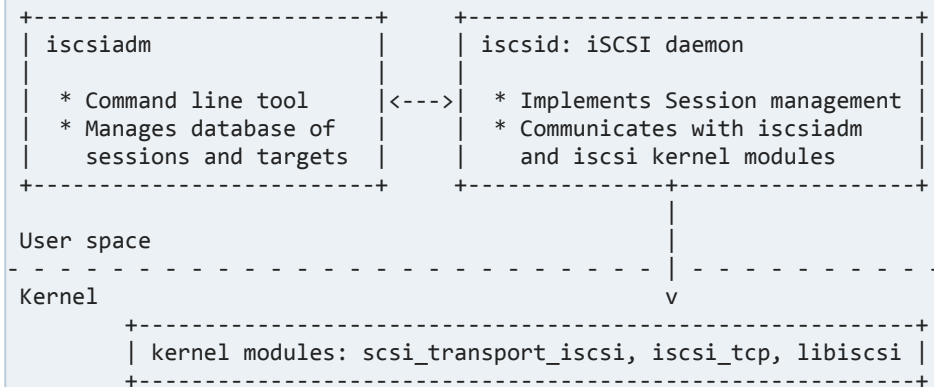 iscsiadm
iscsid: iSCSI daemon
* Command line tool
<--->
* Implements Session management
* Manages database of
* Communicates with iscsiadm
sessions and targets
and iscsi kernel modules
User space
Kernel
kernel modules: scsi_transport_iscsi, iscsi_tcp, libiscsi